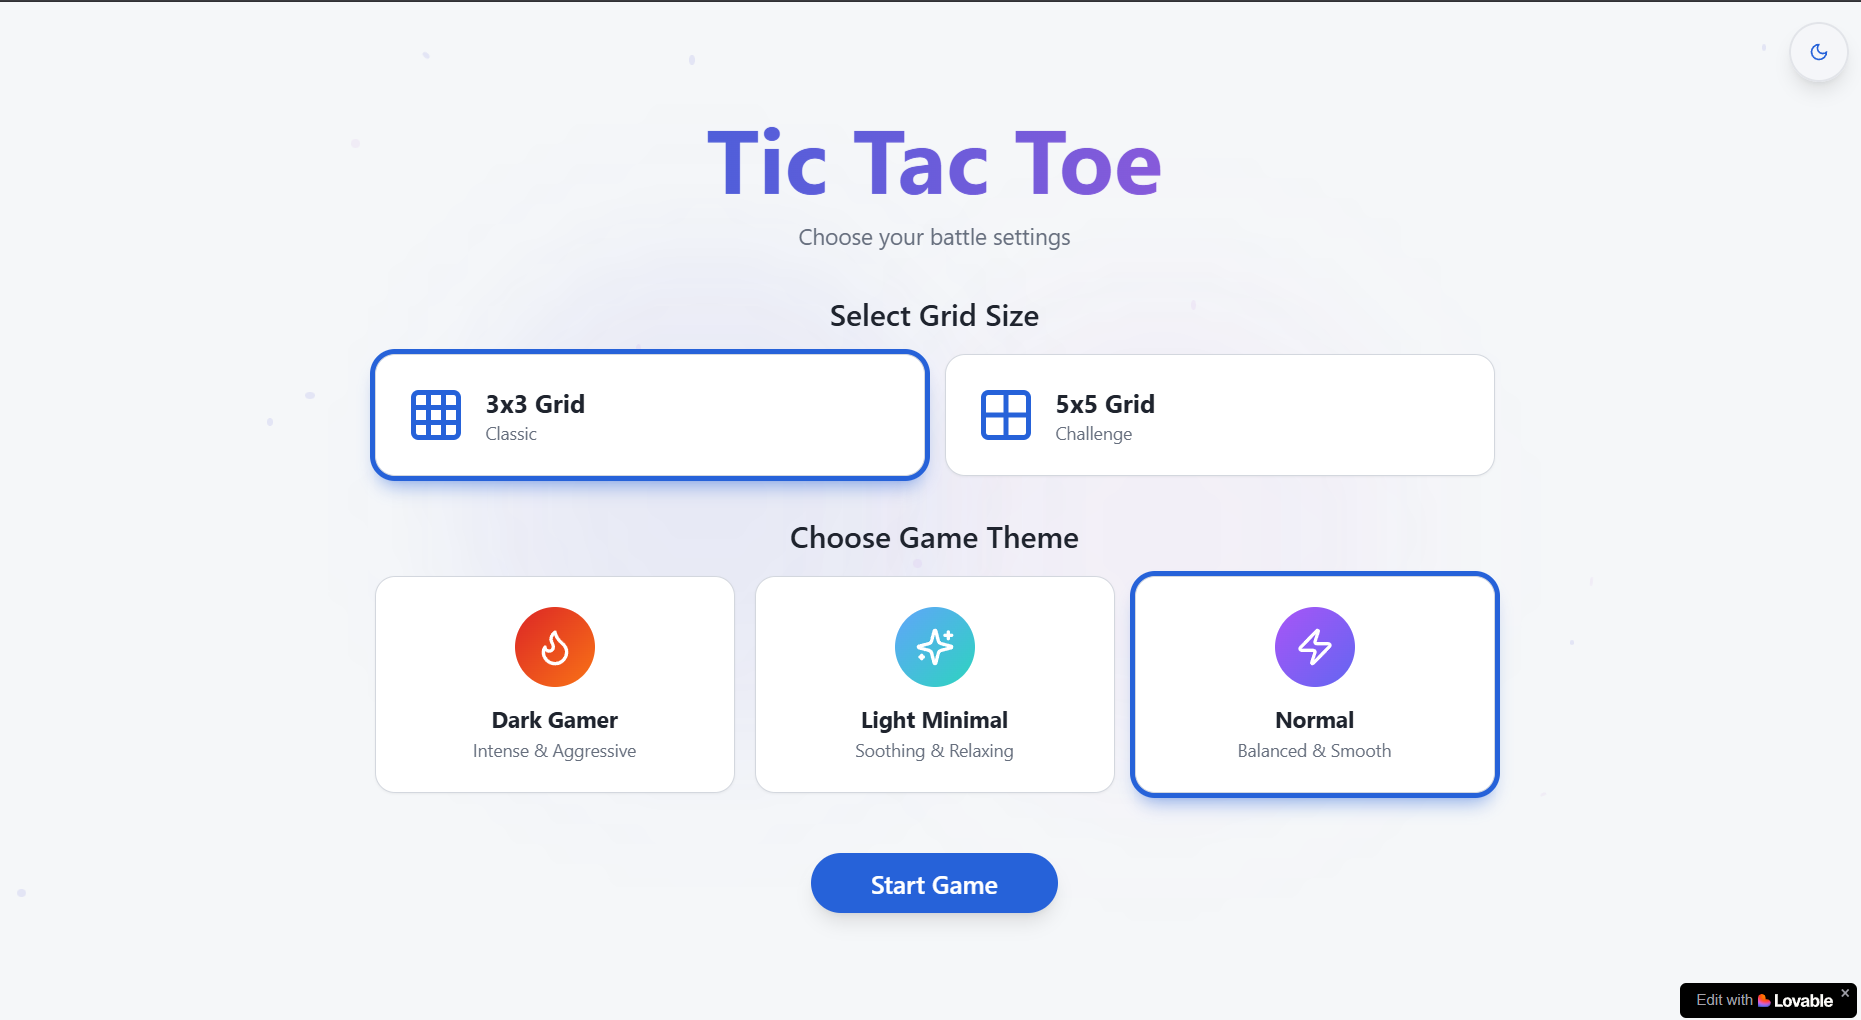 Tic Tac Toe
Choose your battle settings
Select Grid Size
3x3 Grid
Classic
5x5 Grid
Challenge
Choose Game Theme
Dark Gamer
Intense & Aggressive
Light Minimal
Soothing & Relaxing
Normal
Balanced & Smooth
Start Game
Edit with Lovable